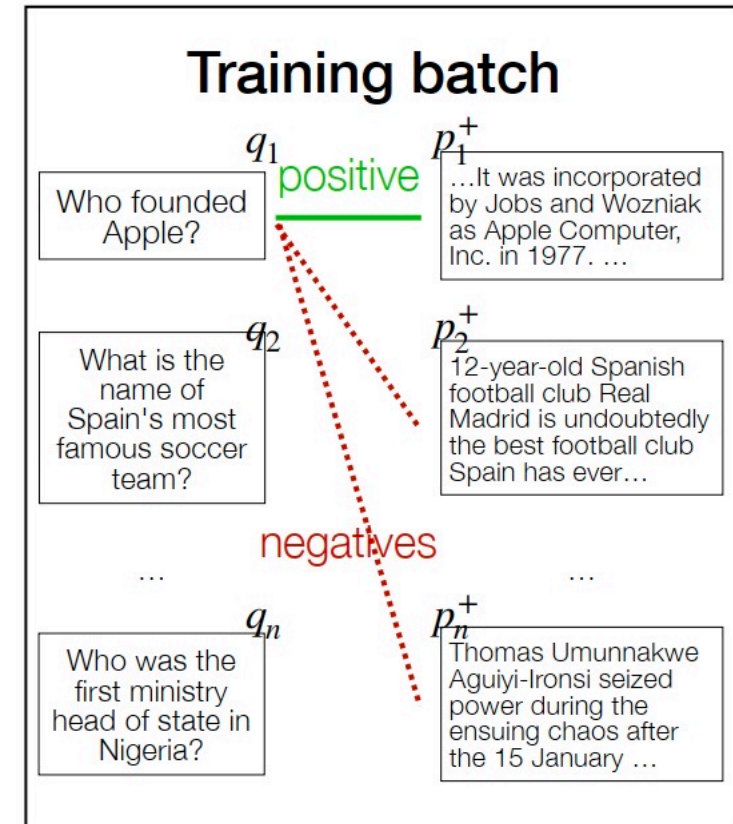 Training batch
q₁
positive
p₁⁺
Who founded
Apple?
…It was incorporated
by Jobs and Wozniak
as Apple Computer,
Inc. in 1977. …
q₂
p₂⁺
What is the
name of
Spain's most
famous soccer
team?
12-year-old Spanish
football club Real
Madrid is undoubtedly
the best football club
Spain has ever…
negatives
…
…
qₙ
pₙ⁺
Who was the
first ministry
head of state in
Nigeria?
Thomas Umunnakwe
Aguiyi-Ironsi seized
power during the
ensuing chaos after
the 15 January …